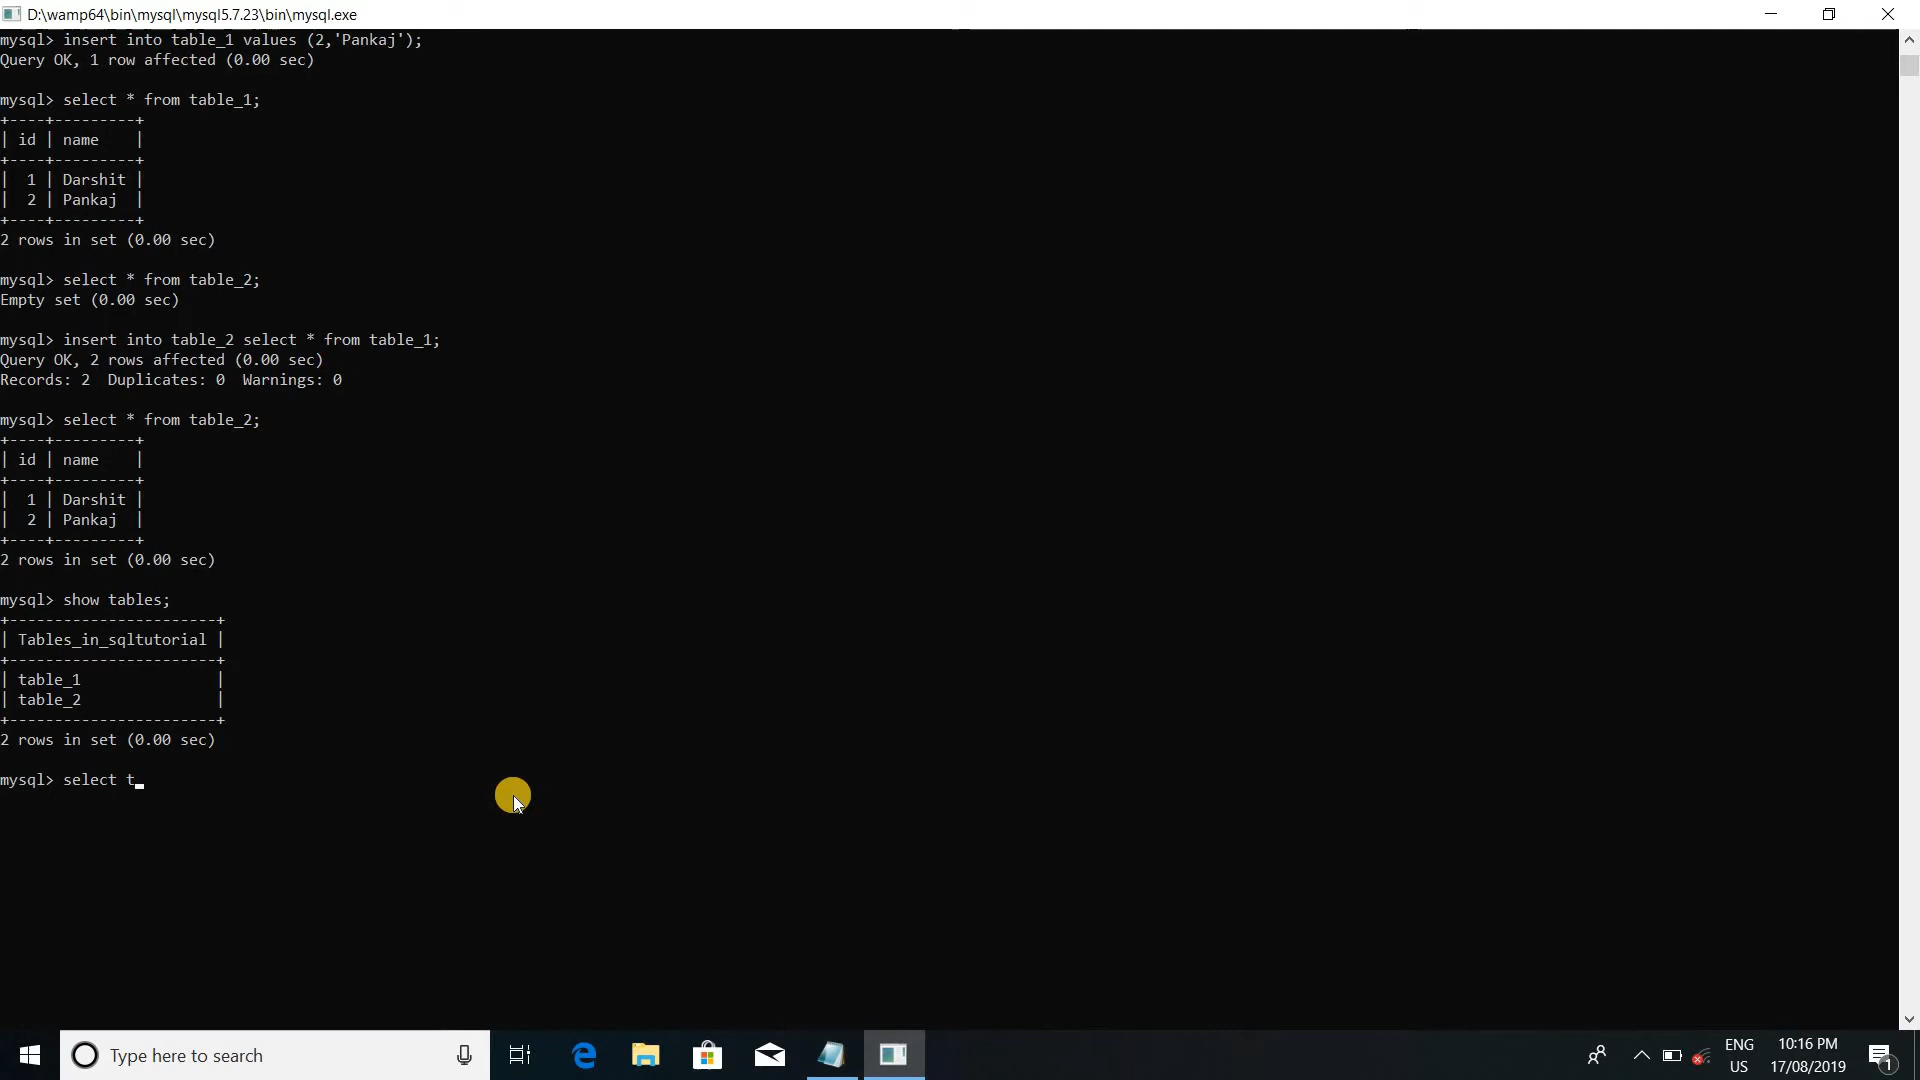 D:\wamp64\bin\mysql\mysql5.7.23\bin\mysql.exe
mysql> insert into table_1 values (2,'Pankaj');
Query OK, 1 row affected (0.00 sec)
mysql> select * from table_1;
+----+---------+
| id | name    |
+----+---------+
|  1 | Darshit |
|  2 | Pankaj  |
+----+---------+
2 rows in set (0.00 sec)
mysql> select * from table_2;
Empty set (0.00 sec)
mysql> insert into table_2 select * from table_1;
Query OK, 2 rows affected (0.00 sec)
Records: 2  Duplicates: 0  Warnings: 0
mysql> select * from table_2;
+----+---------+
| id | name    |
+----+---------+
|  1 | Darshit |
|  2 | Pankaj  |
+----+---------+
2 rows in set (0.00 sec)
mysql> show tables;
+-----------------------+
| Tables_in_sqltutorial |
+-----------------------+
| table_1               |
| table_2               |
+-----------------------+
2 rows in set (0.00 sec)
mysql> select t_
Type here to search
ENG
US
10:16 PM
17/08/2019
1